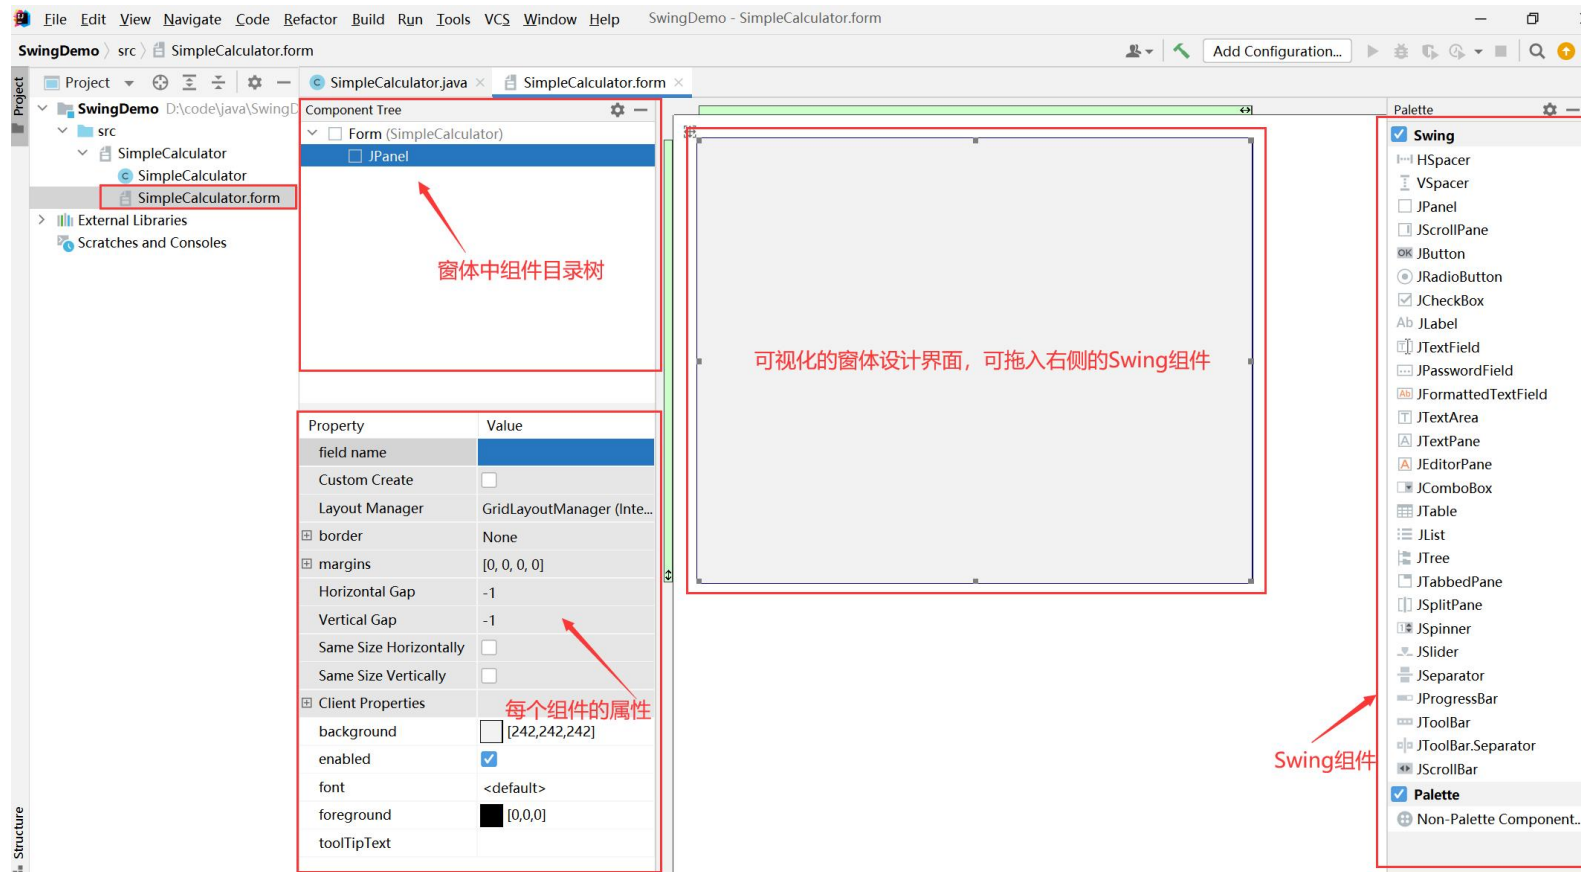 File Edit View Navigate Code Refactor Build Run Tools VCS Window Help SwingDemo - SimpleCalculator.form
SwingDemo src SimpleCalculator.form
Add Configuration...
Project
Project
SimpleCalculator.java
SimpleCalculator.form
SwingDemo D:\code\java\SwingD
src
SimpleCalculator
SimpleCalculator
SimpleCalculator.form
External Libraries
Scratches and Consoles
Structure
Component Tree
Form (SimpleCalculator)
JPanel
窗体中组件目录树
Property Value
field name
Custom Create
Layout Manager GridLayoutManager (Inte...
border None
margins [0, 0, 0, 0]
Horizontal Gap -1
Vertical Gap -1
Same Size Horizontally
Same Size Vertically
Client Properties
每个组件的属性
background [242,242,242]
enabled
font <default>
foreground [0,0,0]
toolTipText
可视化的窗体设计界面，可拖入右侧的Swing组件
Swing组件
Palette
Swing
HSpacer
VSpacer
JPanel
JScrollPane
OK JButton
JRadioButton
JCheckBox
Ab JLabel
JTextField
JPasswordField
Ab JFormattedTextField
JTextArea
JTextPane
JEditorPane
JComboBox
JTable
JList
JTree
JTabbedPane
JSplitPane
JSpinner
JSlider
JSeparator
JProgressBar
JToolBar
JToolBar.Separator
JScrollBar
Palette
Non-Palette Component...